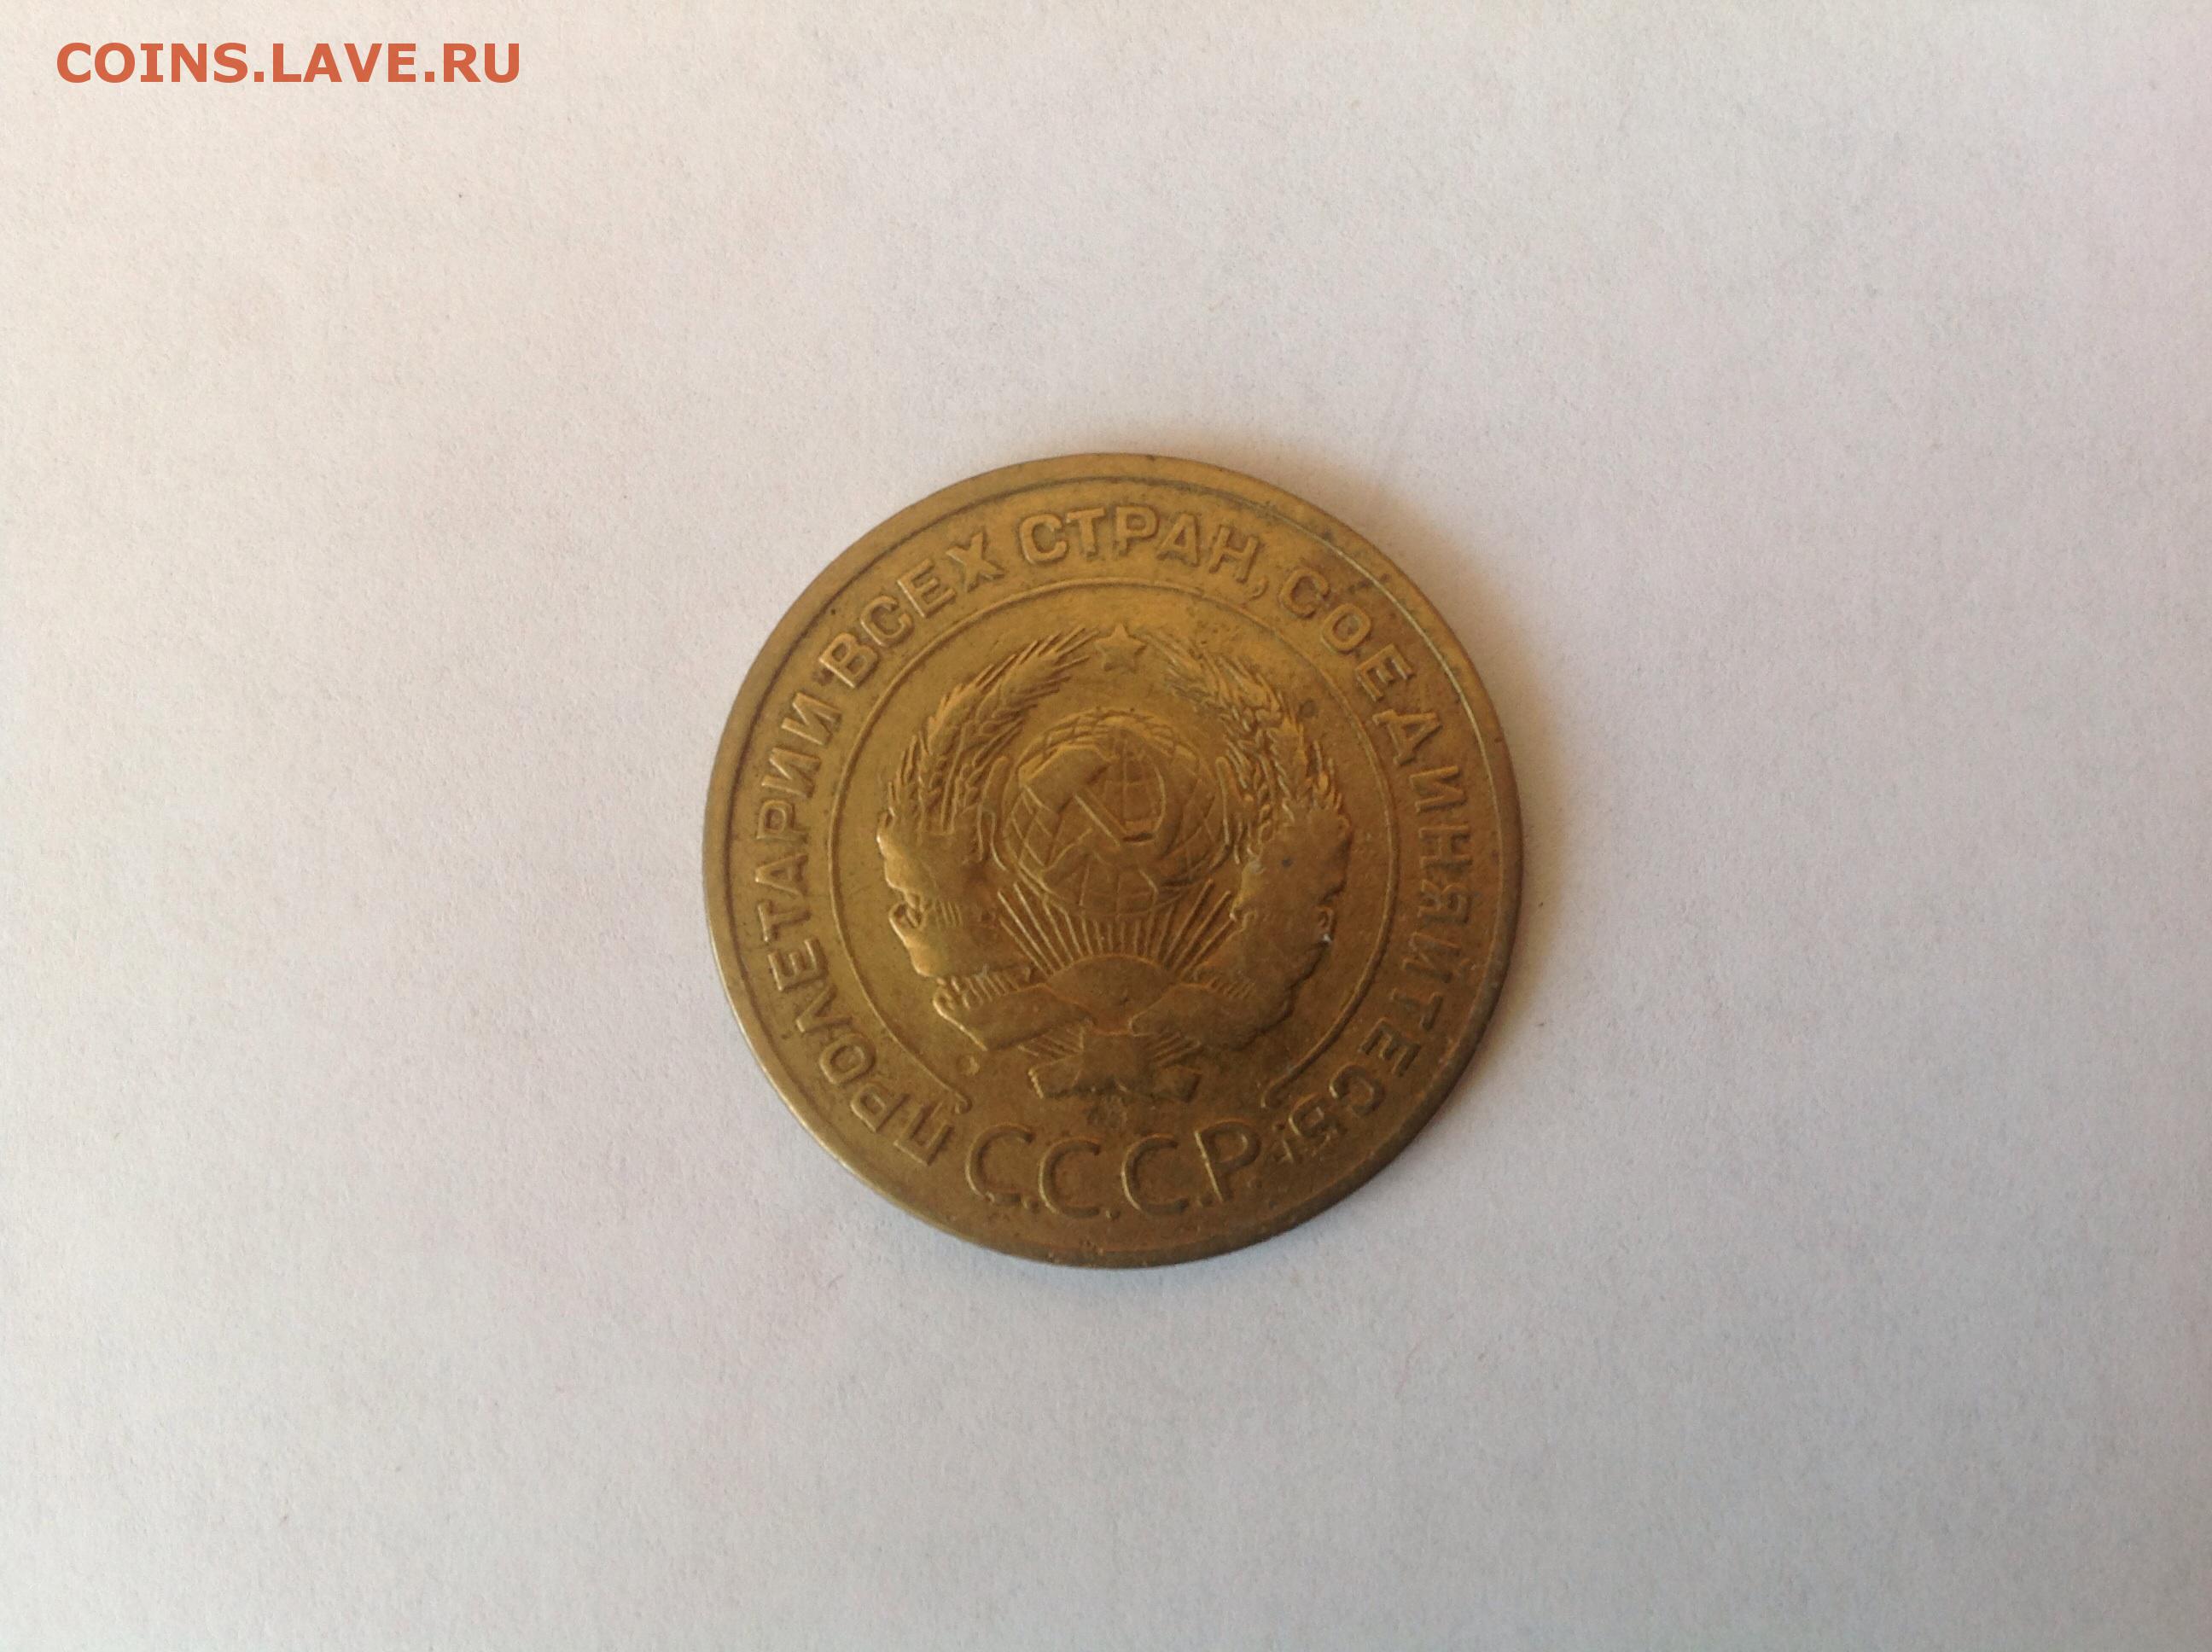 COINS.LAVE.RU
ПРОЛЕТАРИИ ВСЕХ СТРАН, СОЕДИНЯЙТЕСЬ!
С.С.С.Р.